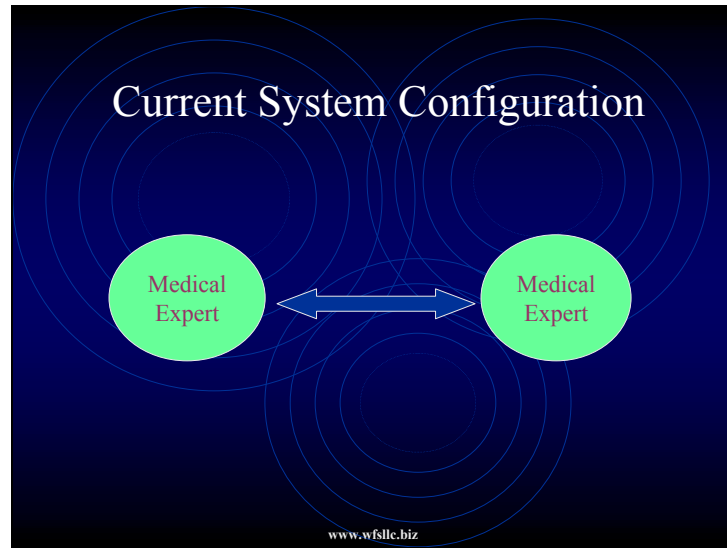 Current System Configuration
Medical
Expert
Medical
Expert
www.wfsllc.biz